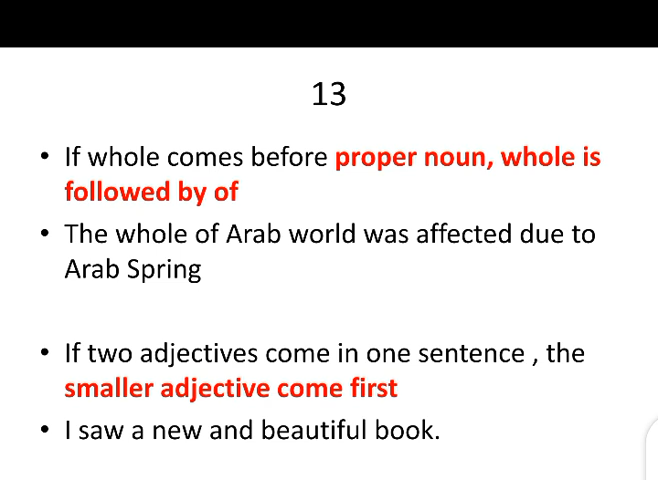 13
• If whole comes before proper noun, whole is
followed by of
• The whole of Arab world was affected due to
Arab Spring
• If two adjectives come in one sentence , the
smaller adjective come first
• I saw a new and beautiful book.